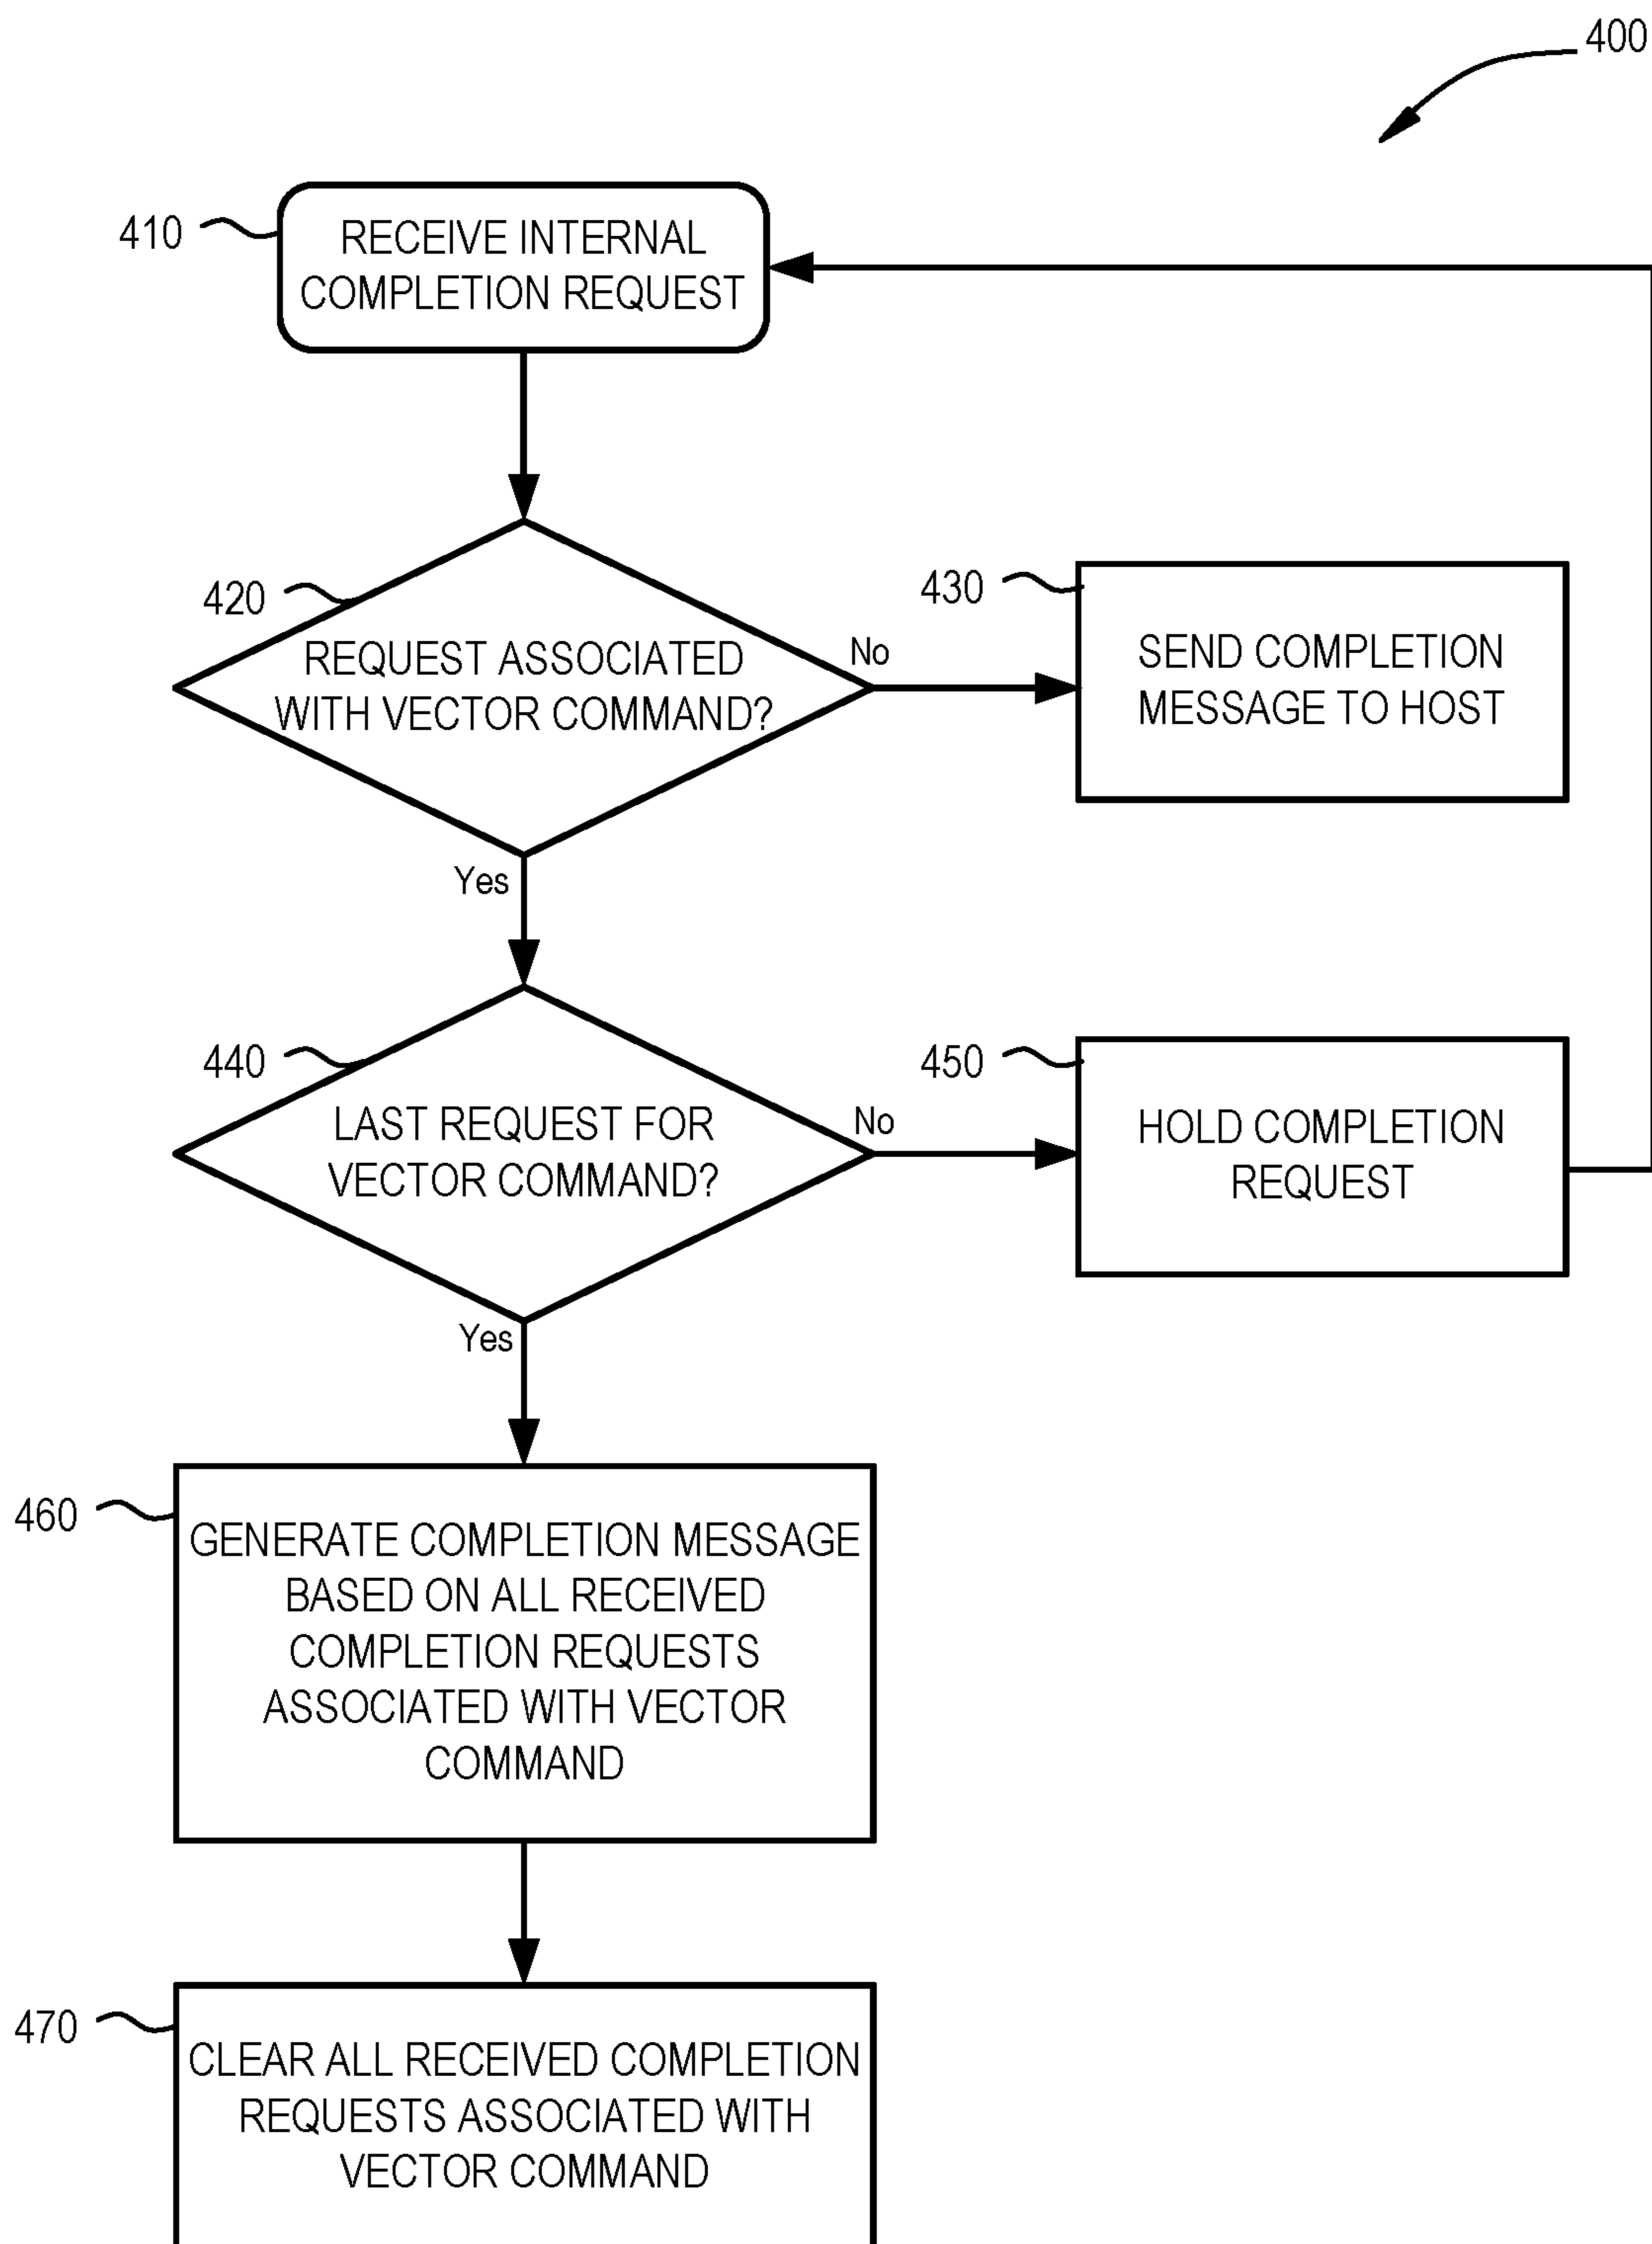 400
410
RECEIVE INTERNAL
COMPLETION REQUEST
420
REQUEST ASSOCIATED
WITH VECTOR COMMAND?
No
430
SEND COMPLETION
MESSAGE TO HOST
Yes
440
LAST REQUEST FOR
VECTOR COMMAND?
No
450
HOLD COMPLETION
REQUEST
Yes
460
GENERATE COMPLETION MESSAGE
BASED ON ALL RECEIVED
COMPLETION REQUESTS
ASSOCIATED WITH VECTOR
COMMAND
470
CLEAR ALL RECEIVED COMPLETION
REQUESTS ASSOCIATED WITH
VECTOR COMMAND